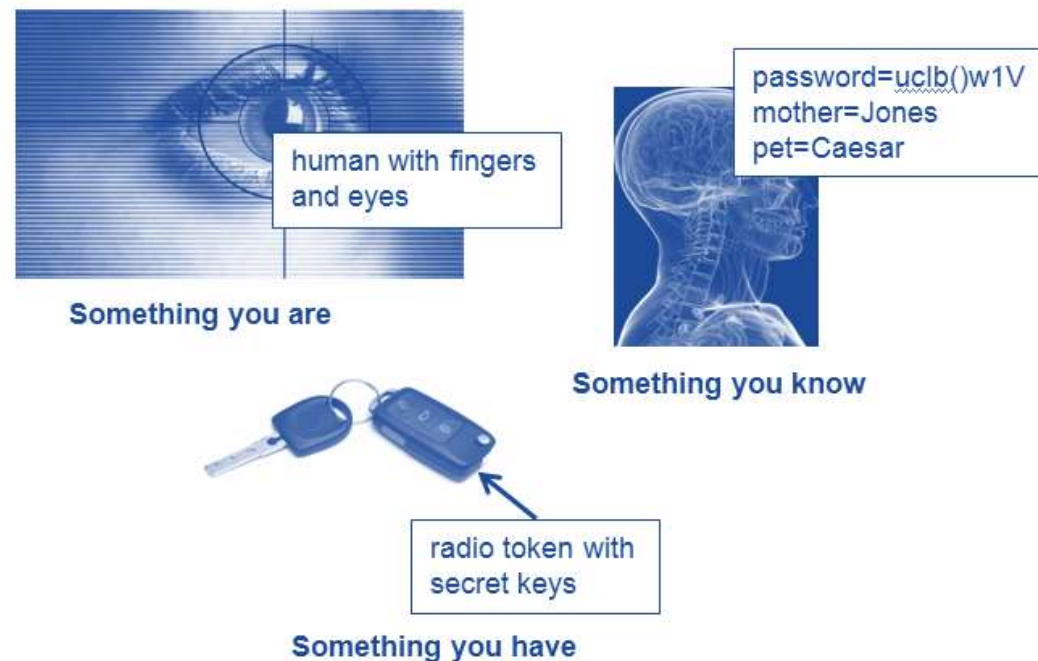 human with fingers
and eyes
Something you are
password=uclb()w1V
mother=Jones
pet=Caesar
Something you know
radio token with
secret keys
Something you have